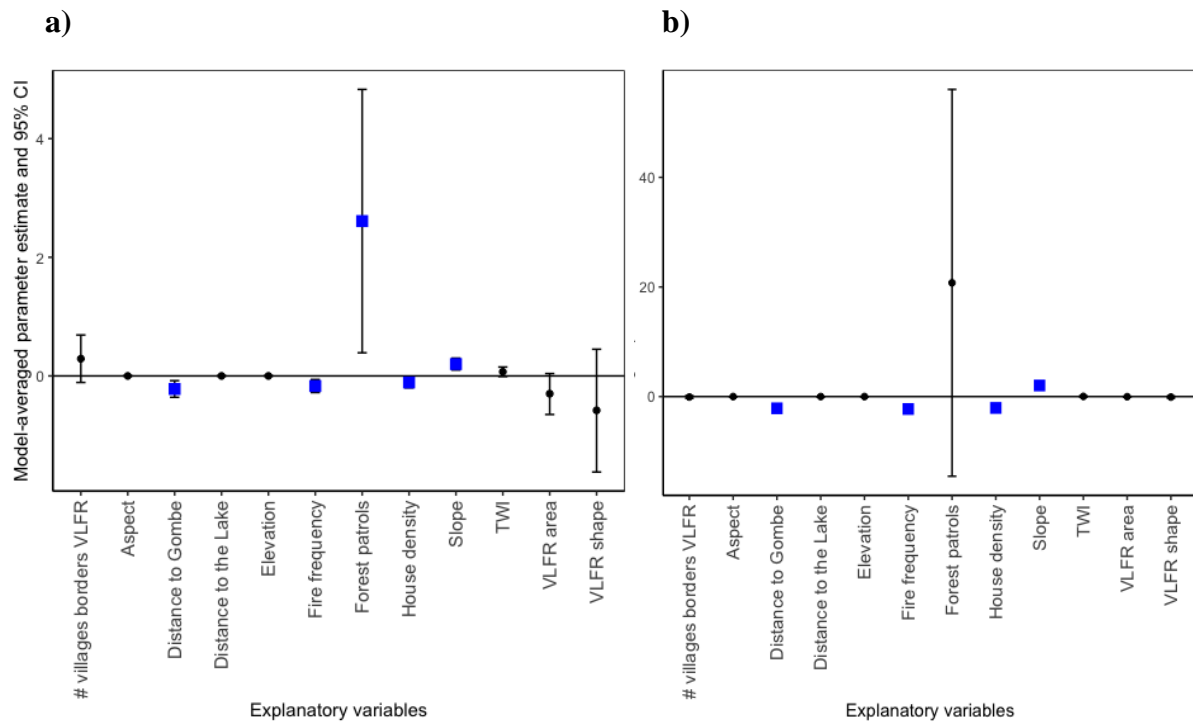 a)
Model-averaged parameter estimate and 95% CI
4
2
0
# villages borders VLFR
Aspect
Distance to Gombe
Distance to the Lake
Elevation
Fire frequency
Forest patrols
House density
Slope
TWI
VLFR area
VLFR shape
Explanatory variables
b)
40
20
0
# villages borders VLFR
Aspect
Distance to Gombe
Distance to the Lake
Elevation
Fire frequency
Forest patrols
House density
Slope
TWI
VLFR area
VLFR shape
Explanatory variables